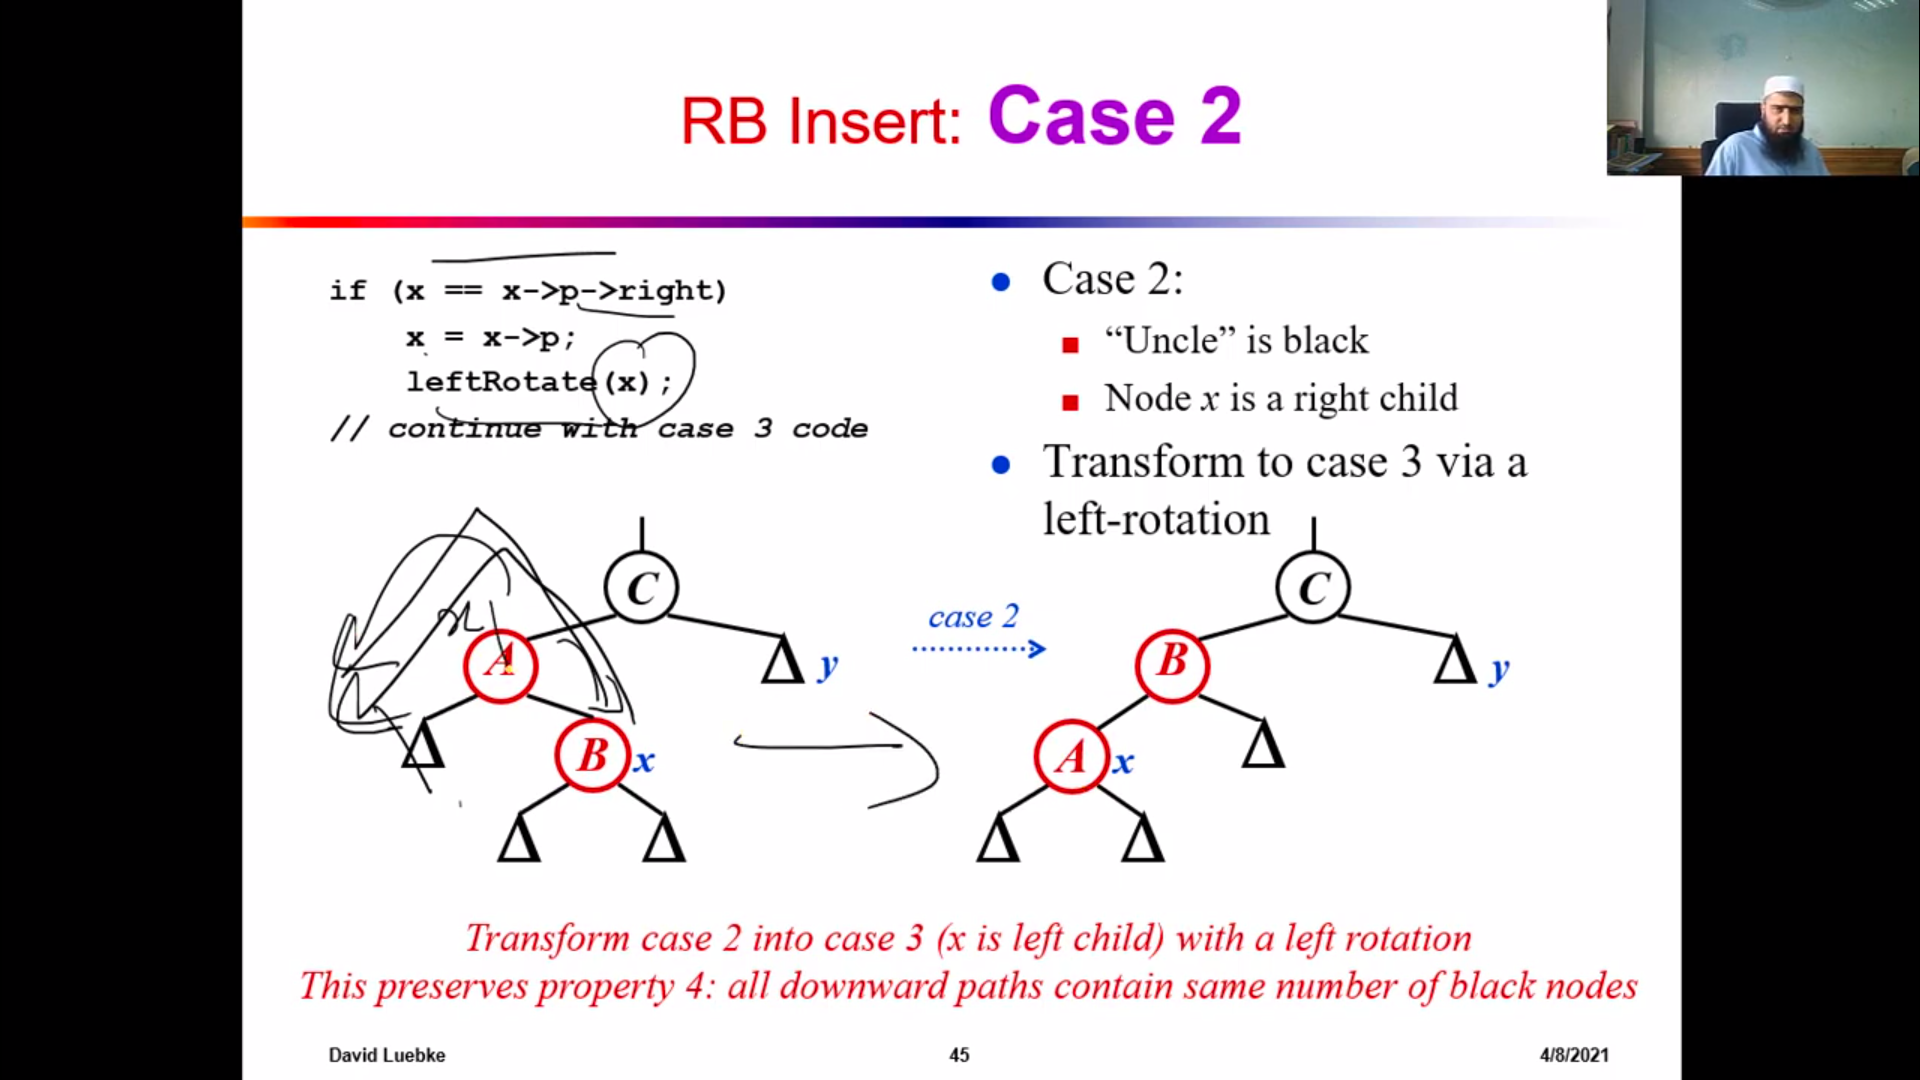 RB Insert: Case 2
if (x == x->p->right)
x = x->p;
leftRotate(x);
// continue with case 3 code
• Case 2:
■ “Uncle” is black
■ Node x is a right child
• Transform to case 3 via a
left-rotation
C
A
Δ y
Δ
B x
Δ Δ
case 2
C
B
Δ y
A x
Δ
Δ Δ
Transform case 2 into case 3 (x is left child) with a left rotation
This preserves property 4: all downward paths contain same number of black nodes
David Luebke
45
4/8/2021